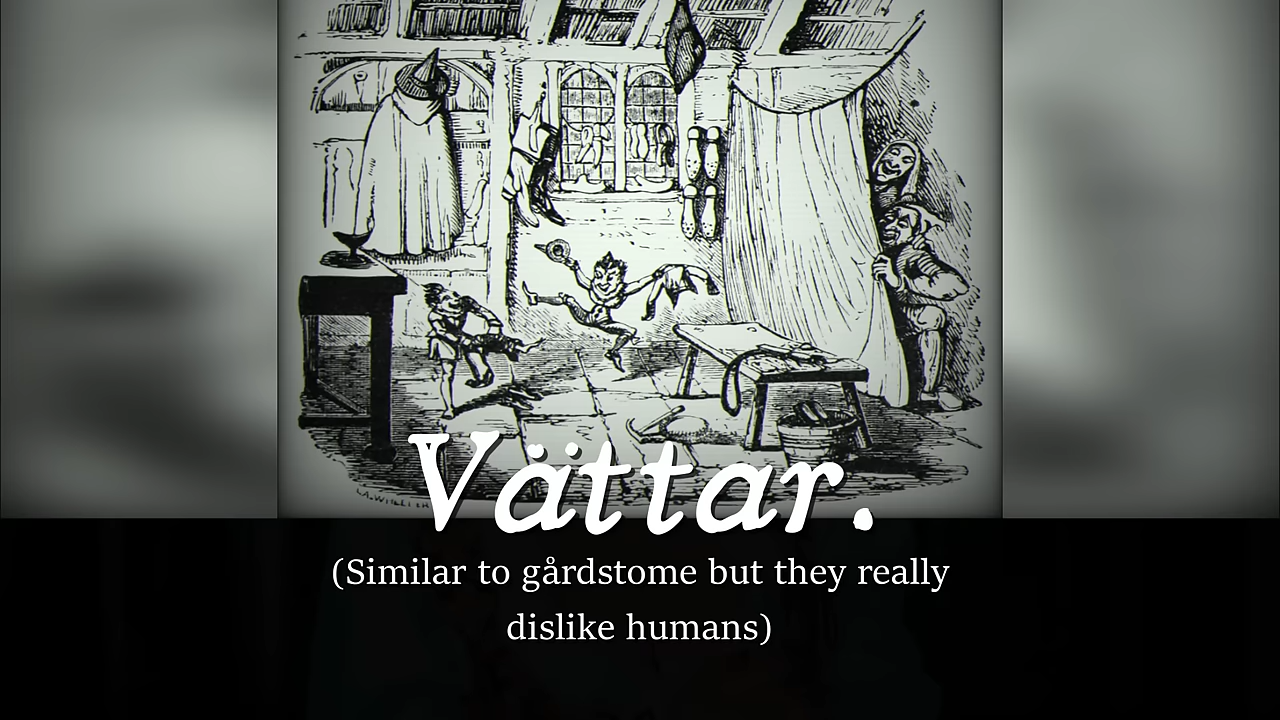 Vättar.
(Similar to gårdstome but they really
dislike humans)